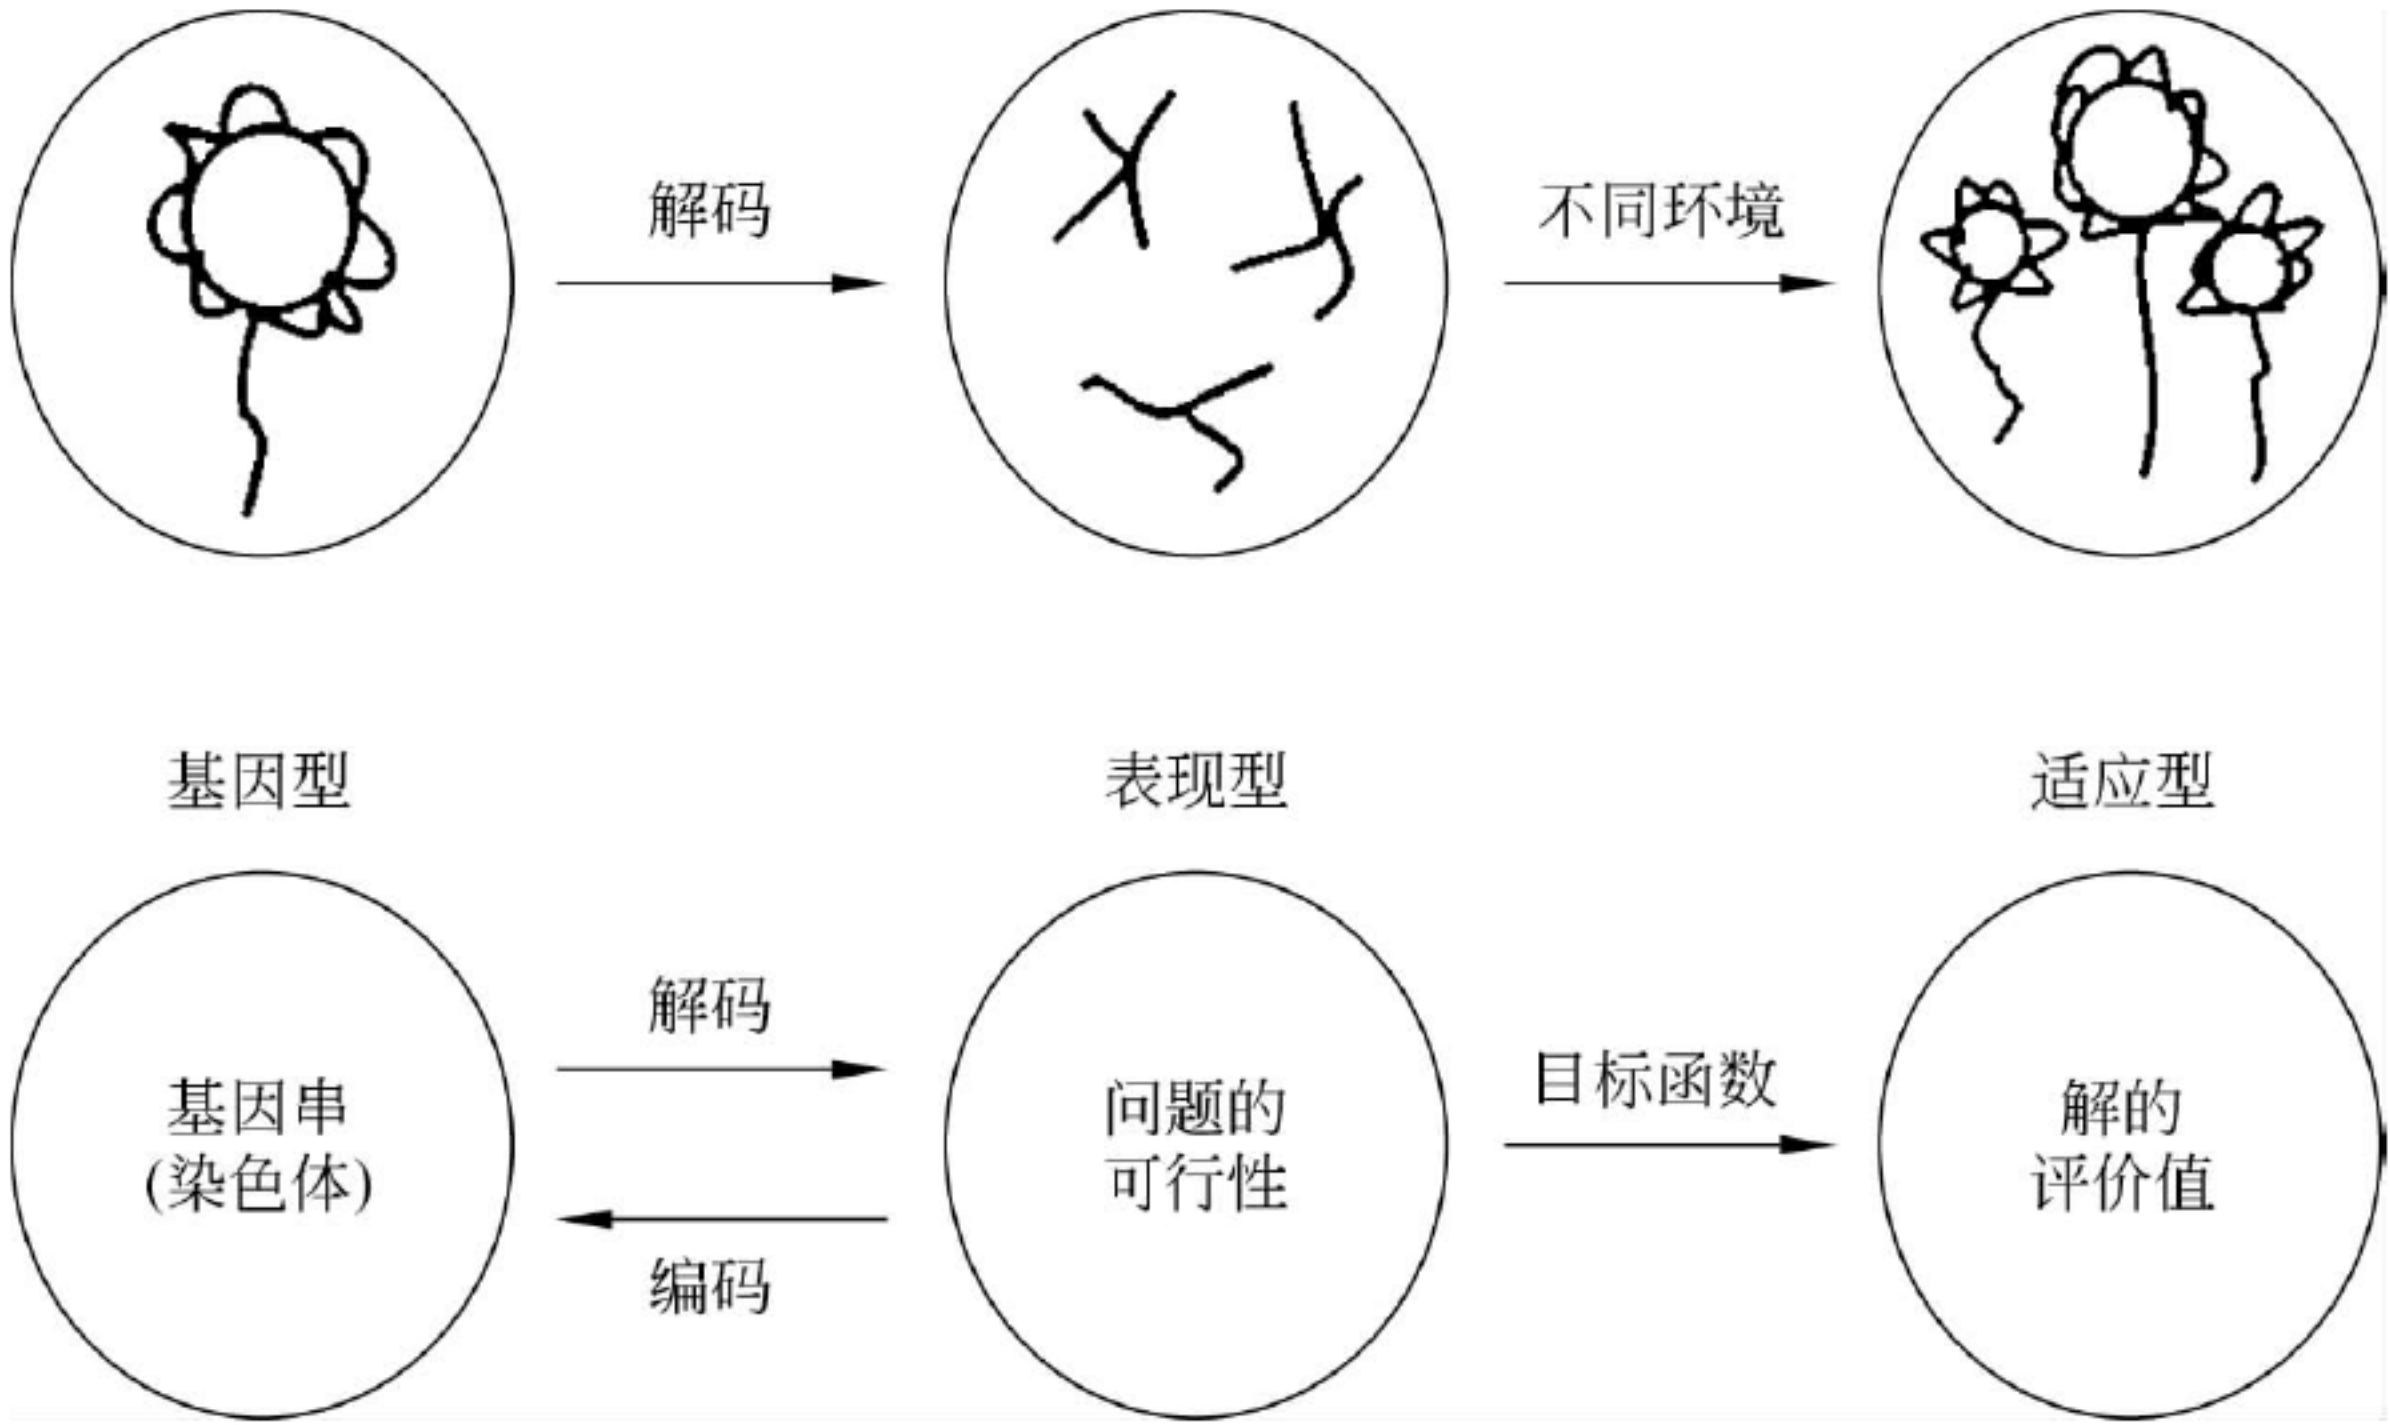 解码
不同环境
基因型
表现型
适应型
解码
基因串
(染色体)
问题的
可行性
目标函数
解的
评价值
编码